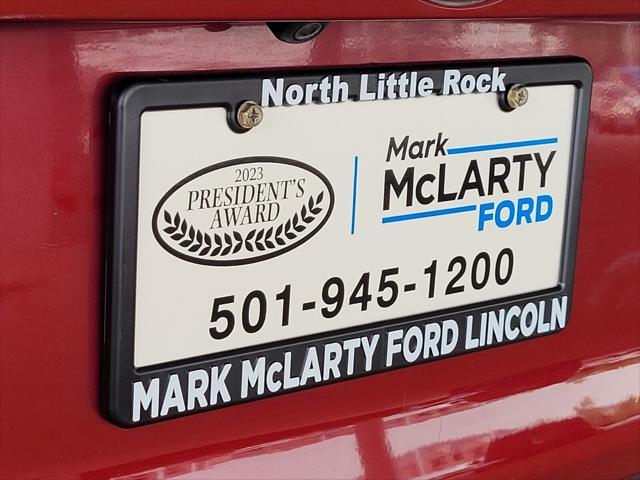 North Little Rock
2023
PRESIDENT'S
AWARD
Mark
McLARTY
FORD
501-945-1200
MARK McLARTY FORD LINCOLN